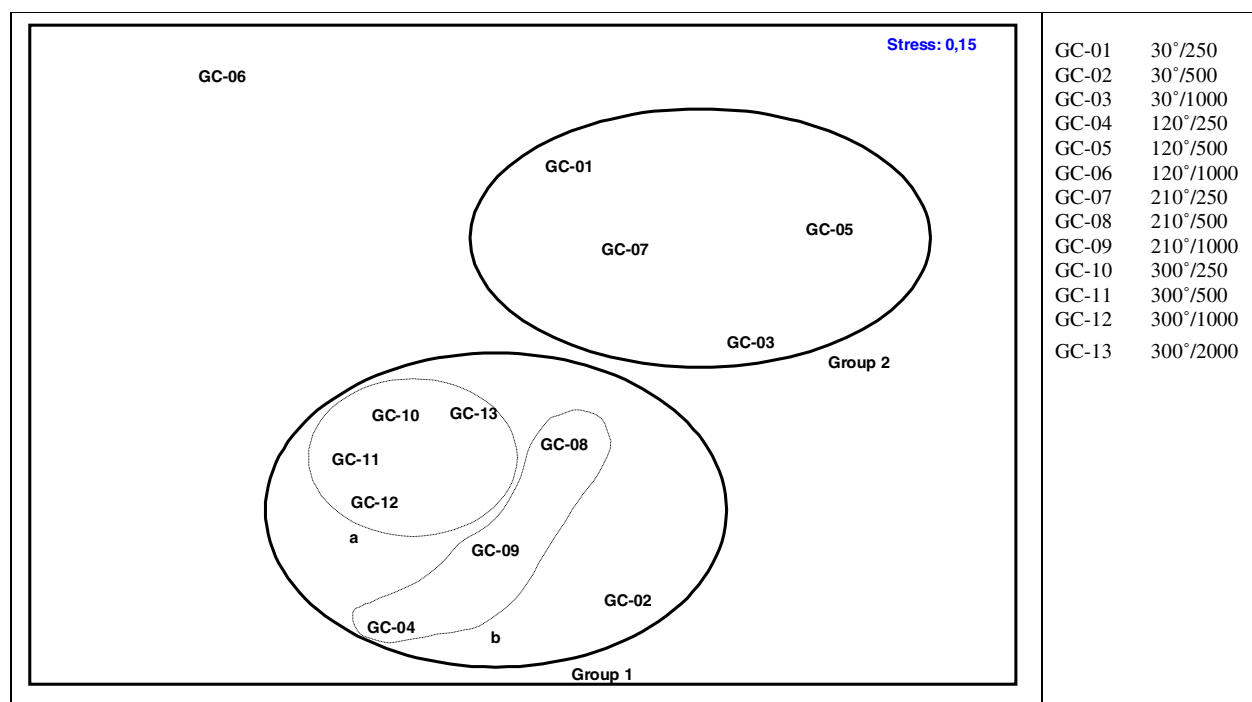 Stress: 0,15
GC-06
GC-01
GC-05
GC-07
GC-03
Group 2
GC-10
GC-13
GC-08
GC-11
GC-12
a
GC-09
GC-02
GC-04
b
Group 1
GC-01 30˚/250
GC-02 30˚/500
GC-03 30˚/1000
GC-04 120˚/250
GC-05 120˚/500
GC-06 120˚/1000
GC-07 210˚/250
GC-08 210˚/500
GC-09 210˚/1000
GC-10 300˚/250
GC-11 300˚/500
GC-12 300˚/1000
GC-13 300˚/2000